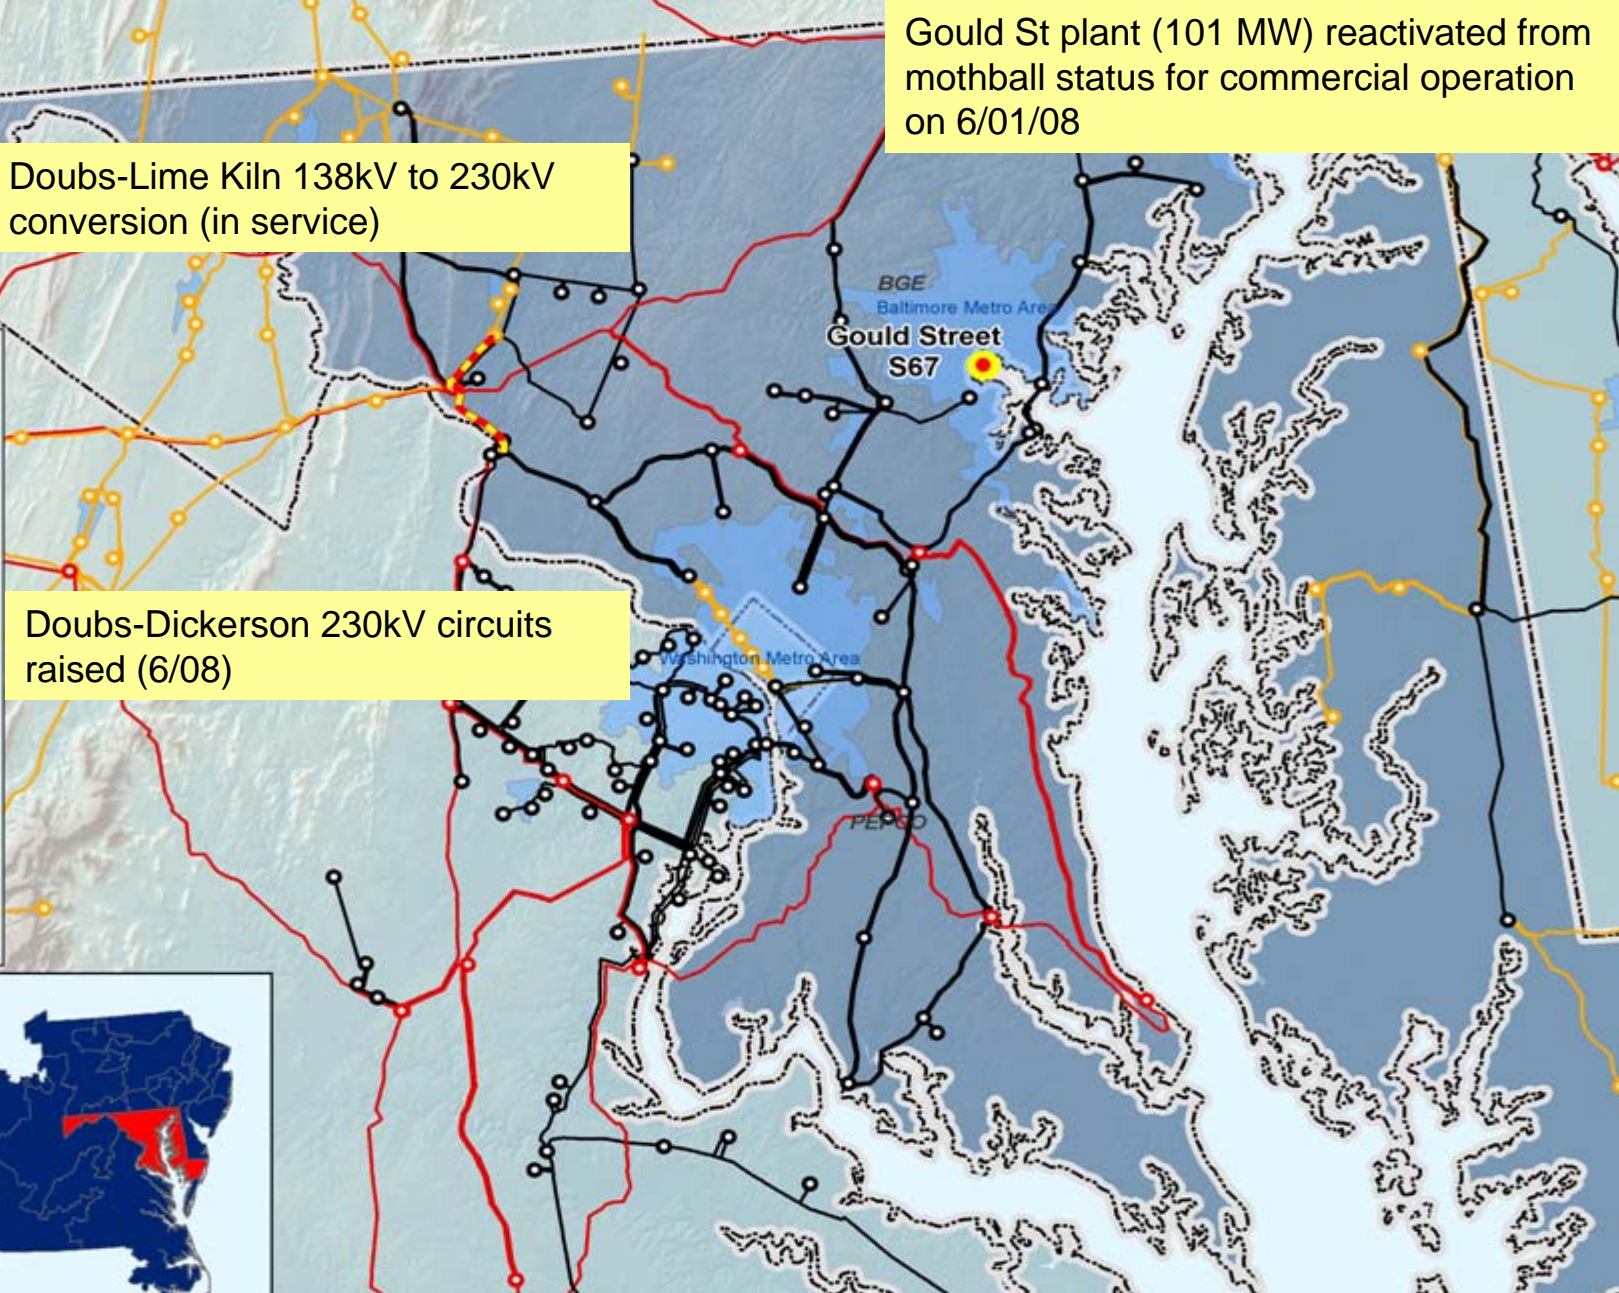 Gould St plant (101 MW) reactivated from
mothball status for commercial operation
on 6/01/08
Doubs-Lime Kiln 138kV to 230kV
conversion (in service)
BGE
Baltimore Metro Area
Gould Street
S67
Doubs-Dickerson 230kV circuits
raised (6/08)
Washington Metro Area
PEPCO